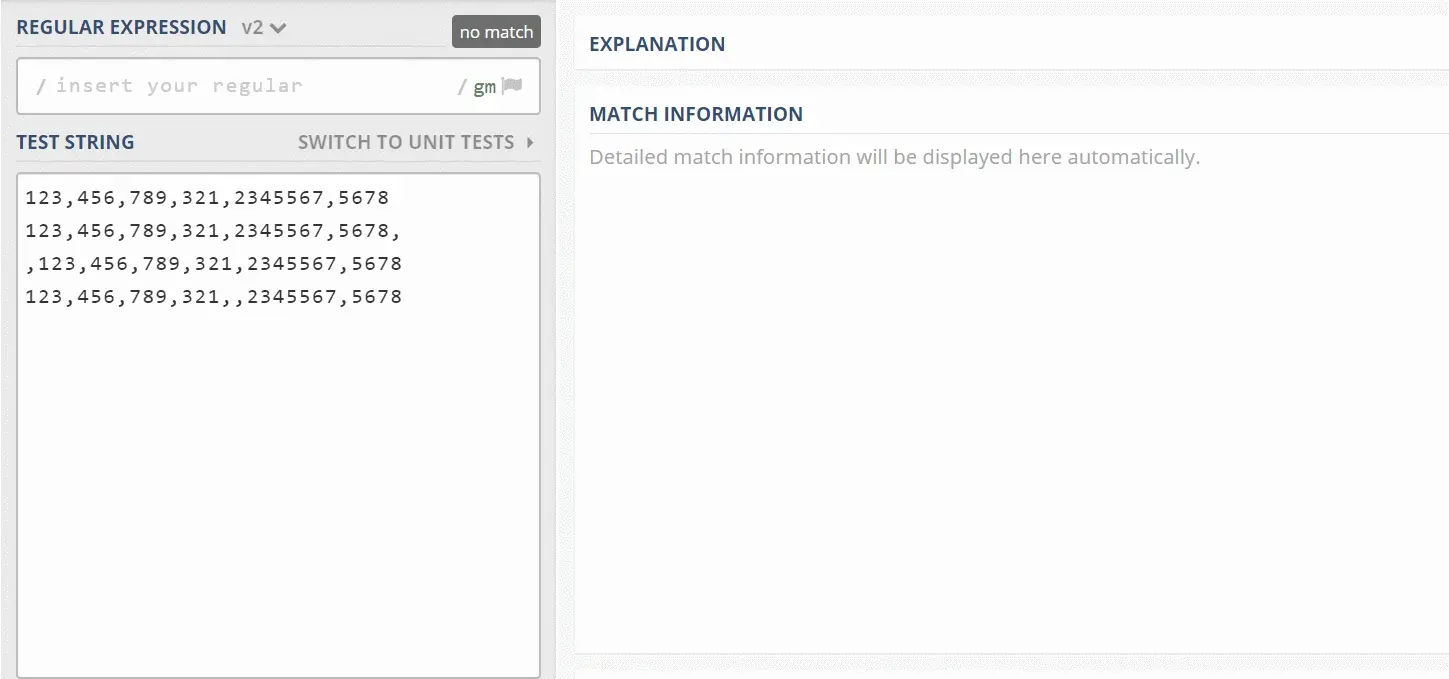 REGULAR EXPRESSION v2
no match
/ insert your regular / gm
TEST STRING SWITCH TO UNIT TESTS
123,456,789,321,2345567,5678
123,456,789,321,2345567,5678,
,123,456,789,321,2345567,5678
123,456,789,321,,2345567,5678
EXPLANATION
MATCH INFORMATION
Detailed match information will be displayed here automatically.